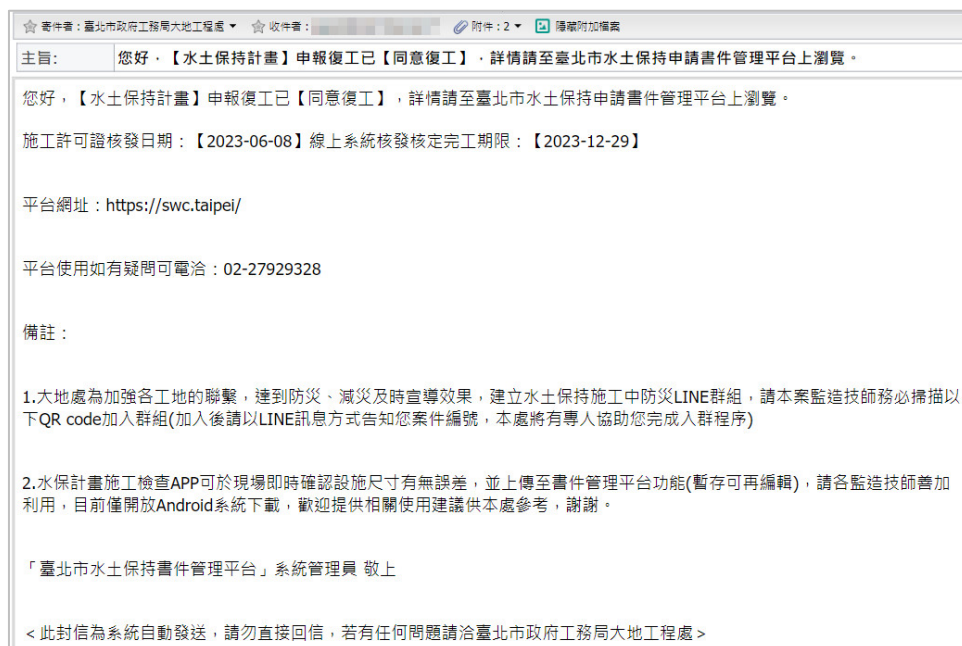 寄件者：臺北市政府工務局大地工程處 收件者： 附件：2 隱藏附加檔案
主旨： 您好，【水土保持計畫】申報復工已【同意復工】，詳情請至臺北市水土保持申請書件管理平台上瀏覽。
您好，【水土保持計畫】申報復工已【同意復工】，詳情請至臺北市水土保持申請書件管理平台上瀏覽。
施工許可證核發日期：【2023-06-08】線上系統核發核定完工期限：【2023-12-29】
平台網址：https://swc.taipei/
平台使用如有疑問可電洽：02-27929328
備註：
1.大地處為加強各工地的聯繫，達到防災、減災及時宣導效果，建立水土保持施工中防災LINE群組，請本案監造技師務必掃描以
下QR code加入群組(加入後請以LINE訊息方式告知您案件編號，本處將有專人協助您完成入群程序)
2.水保計畫施工檢查APP可於現場即時確認設施尺寸有無誤差，並上傳至書件管理平台功能(暫存可再編輯)，請各監造技師善加
利用，目前僅開放Android系統下載，歡迎提供相關使用建議供本處參考，謝謝。
「臺北市水土保持書件管理平台」系統管理員 敬上
<此封信為系統自動發送，請勿直接回信，若有任何問題請洽臺北市政府工務局大地工程處>